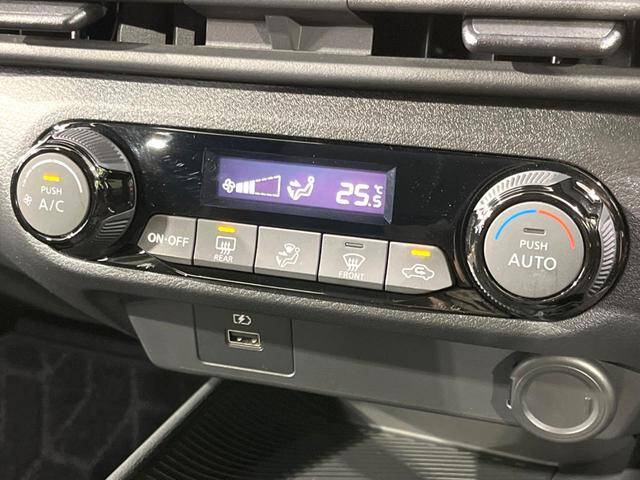 25.5°C
PUSH
A/C
ON·OFF
REAR
FRONT
PUSH
AUTO